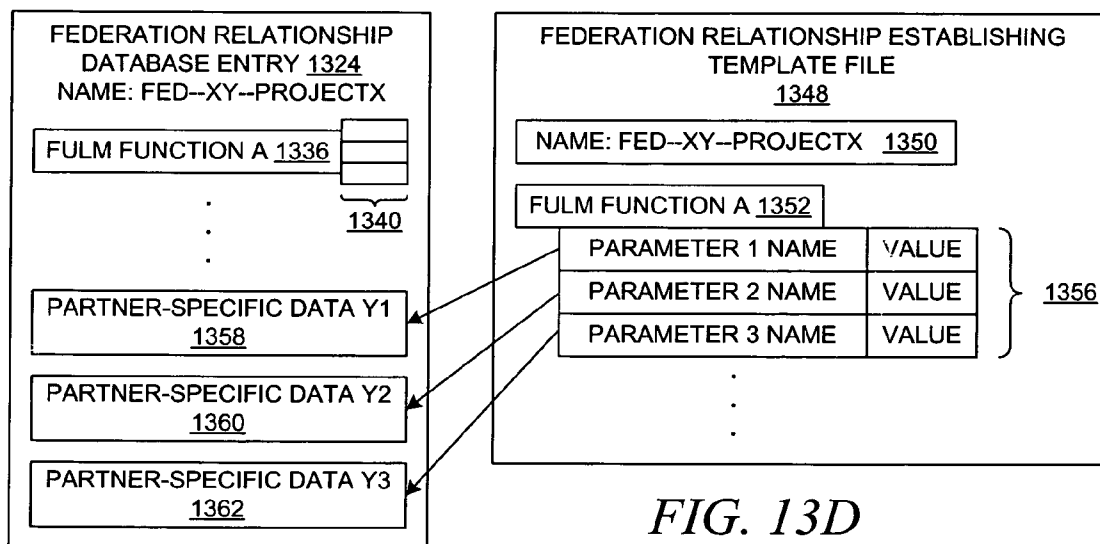 FEDERATION RELATIONSHIP
DATABASE ENTRY 1324
NAME: FED--XY--PROJECTX
FULM FUNCTION A 1336
1340
PARTNER-SPECIFIC DATA Y1
1358
PARTNER-SPECIFIC DATA Y2
1360
PARTNER-SPECIFIC DATA Y3
1362
FEDERATION RELATIONSHIP ESTABLISHING
TEMPLATE FILE
1348
NAME: FED--XY--PROJECTX 1350
FULM FUNCTION A 1352
PARAMETER 1 NAME VALUE
PARAMETER 2 NAME VALUE
PARAMETER 3 NAME VALUE
1356
FIG. 13D